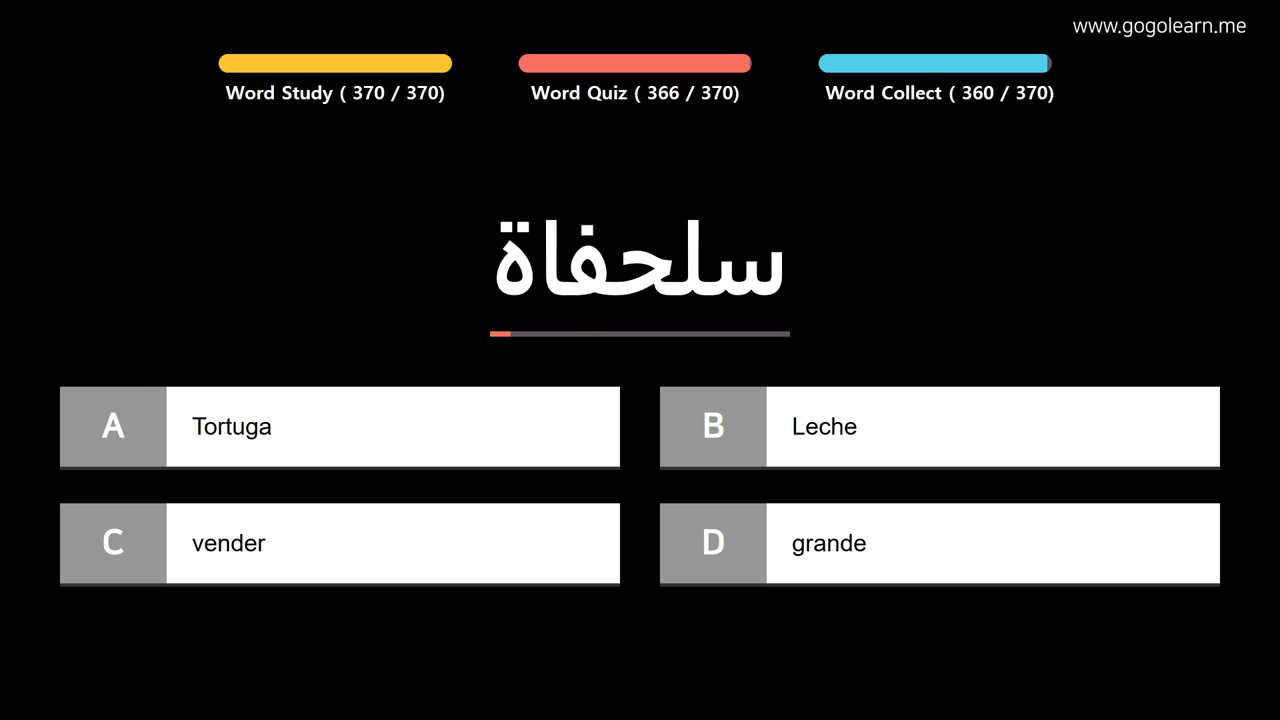 www.gogolearn.me
Word Study ( 370 / 370)
Word Quiz ( 366 / 370)
Word Collect ( 360 / 370)
سلحفاة
A Tortuga
B Leche
C vender
D grande